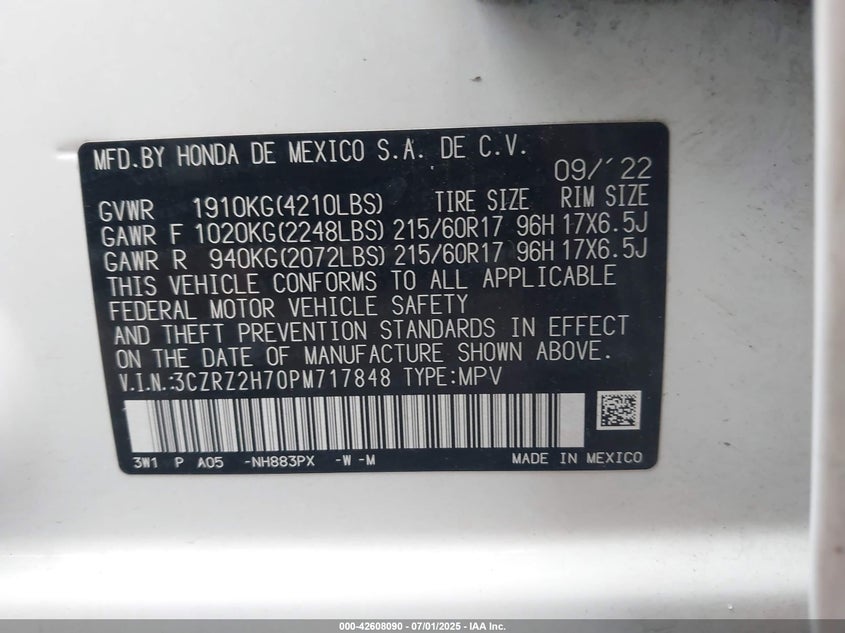 MFD.BY HONDA DE MEXICO S.A. DE C.V.
09/'22
GVWR 1910KG(4210LBS) TIRE SIZE RIM SIZE
GAWR F 1020KG(2248LBS) 215/60R17 96H 17X6.5J
GAWR R 940KG(2072LBS) 215/60R17 96H 17X6.5J
THIS VEHICLE CONFORMS TO ALL APPLICABLE
FEDERAL MOTOR VEHICLE SAFETY
AND THEFT PREVENTION STANDARDS IN EFFECT
ON THE DATE OF MANUFACTURE SHOWN ABOVE.
V.I.N.:3CZRZ2H70PM717848 TYPE:MPV
3W1 P A05 -NH883PX -W -M MADE IN MEXICO
000-42608090 - 07/01/2025 - IAA Inc.